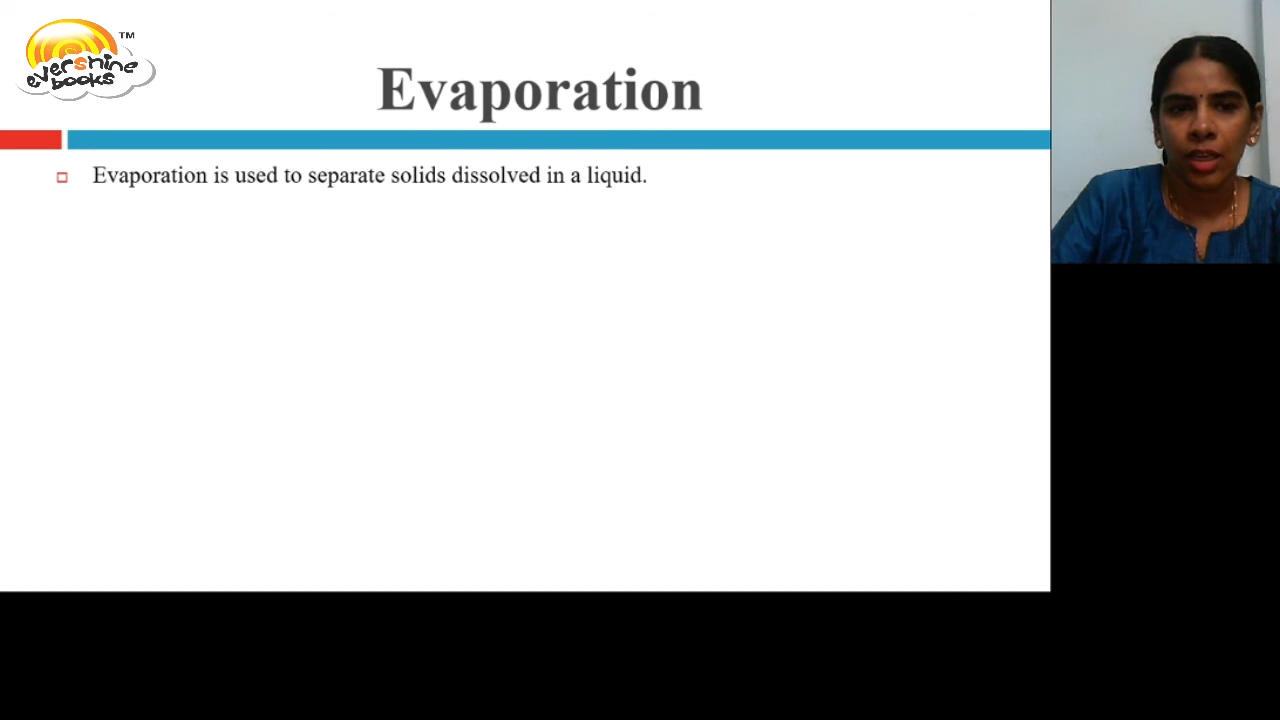 evershine
books
TM
Evaporation
Evaporation is used to separate solids dissolved in a liquid.